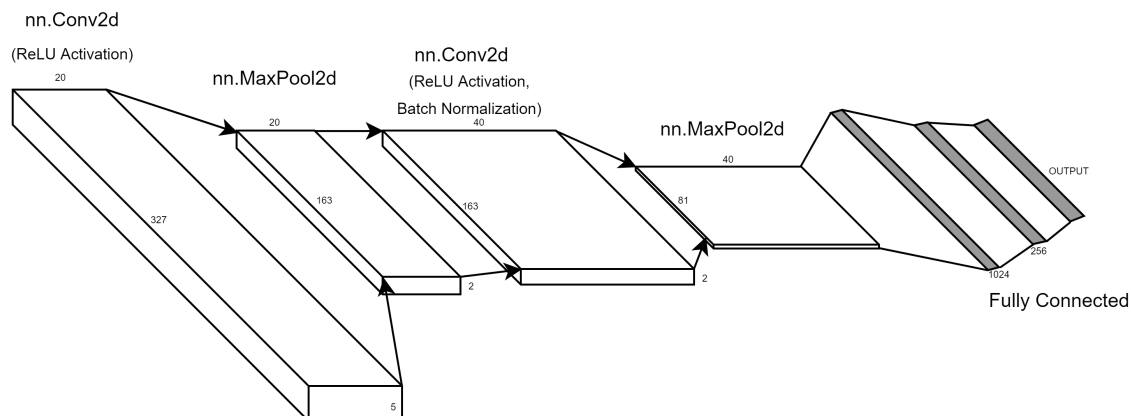 nn.Conv2d
(ReLU Activation)
20
327
5
nn.MaxPool2d
20
163
2
nn.Conv2d
(ReLU Activation,
Batch Normalization)
40
163
2
nn.MaxPool2d
40
81
1024
256
OUTPUT
Fully Connected